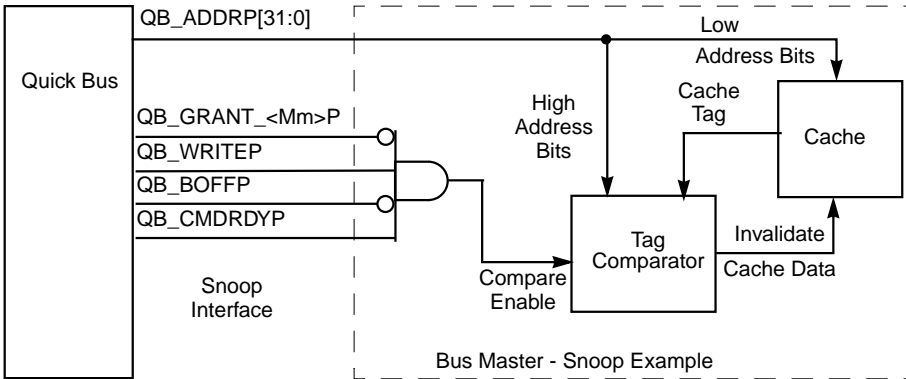 QB_ADDRP[31:0]
Low
Address Bits
Quick Bus
Cache
Tag
High
Address
Bits
Cache
QB_GRANT_<Mm>P
QB_WRITEP
QB_BOFFP
QB_CMDRDYP
Tag
Comparator
Invalidate
Cache Data
Compare
Enable
Snoop
Interface
Bus Master - Snoop Example